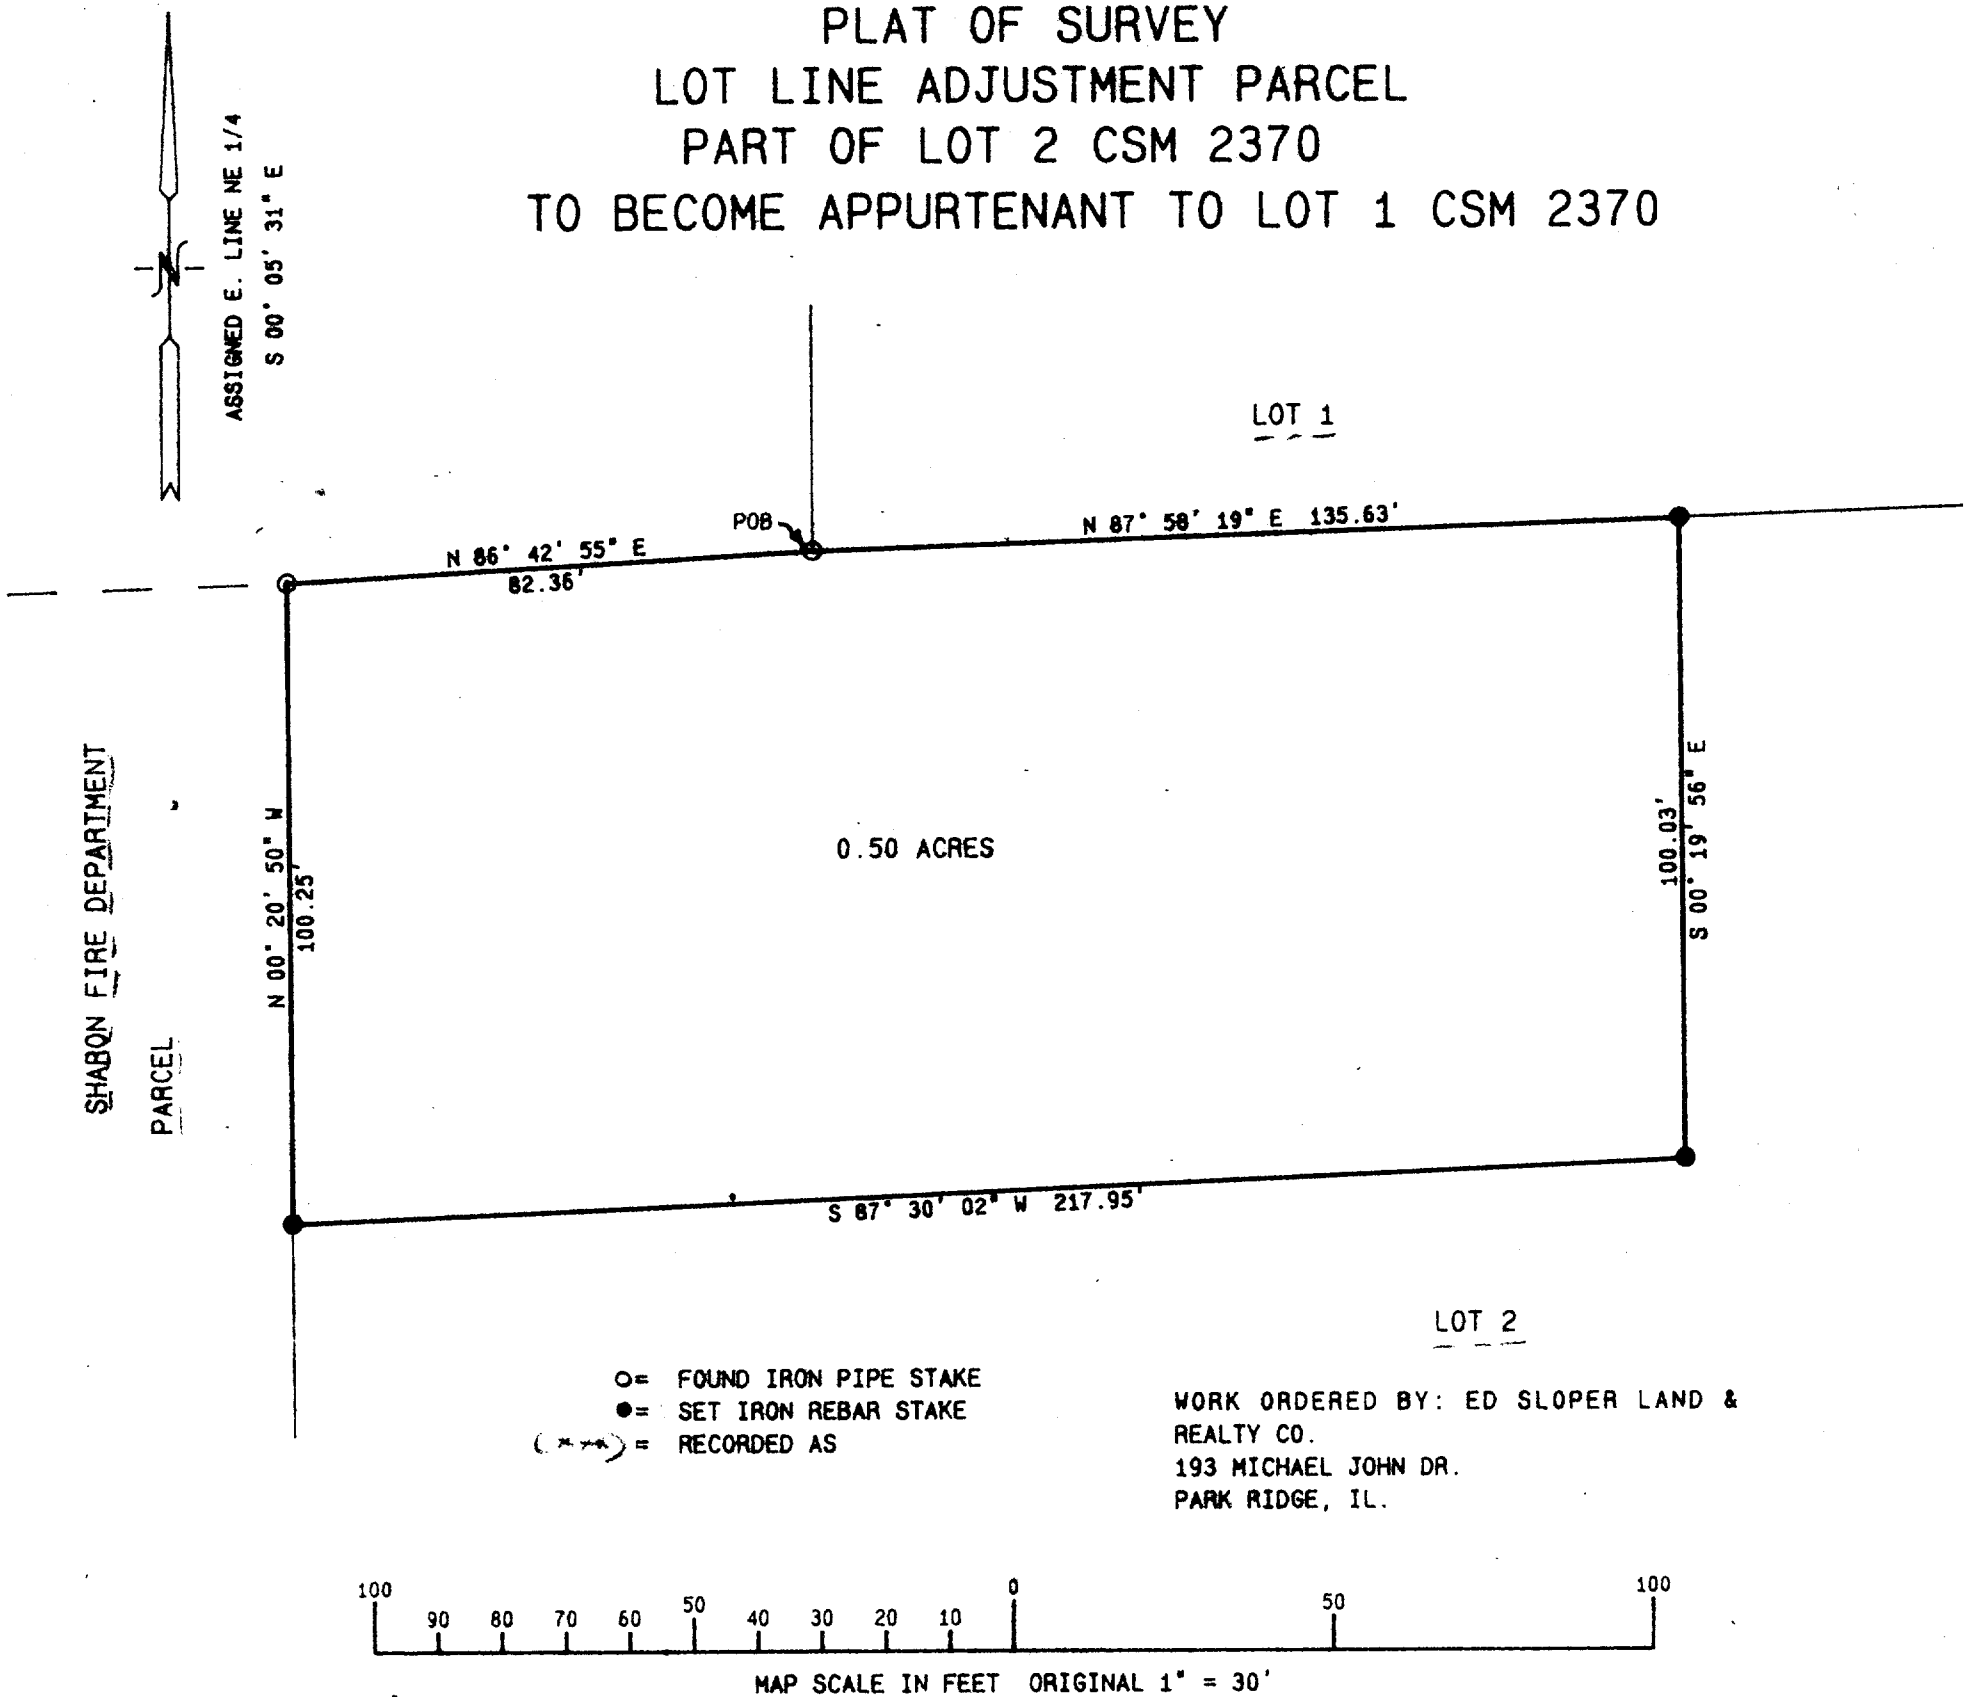 PLAT OF SURVEY
LOT LINE ADJUSTMENT PARCEL
PART OF LOT 2 CSM 2370
TO BECOME APPURTENANT TO LOT 1 CSM 2370
N
ASSIGNED E. LINE NE 1/4
S 00° 05' 31" E
LOT 1
POB
N 87° 58' 19" E 135.63'
N 86° 42' 55" E
82.36'
SHABON FIRE DEPARTMENT
PARCEL
N 00° 20' 50" W
100.25'
0.50 ACRES
100.03'
S 00° 19' 56" E
S 87° 30' 02" W 217.95'
LOT 2
O= FOUND IRON PIPE STAKE
●= SET IRON REBAR STAKE
(xxx) = RECORDED AS
WORK ORDERED BY: ED SLOPER LAND &
REALTY CO.
193 MICHAEL JOHN DR.
PARK RIDGE, IL.
100 90 80 70 60 50 40 30 20 10 0 50 100
MAP SCALE IN FEET ORIGINAL 1" = 30'